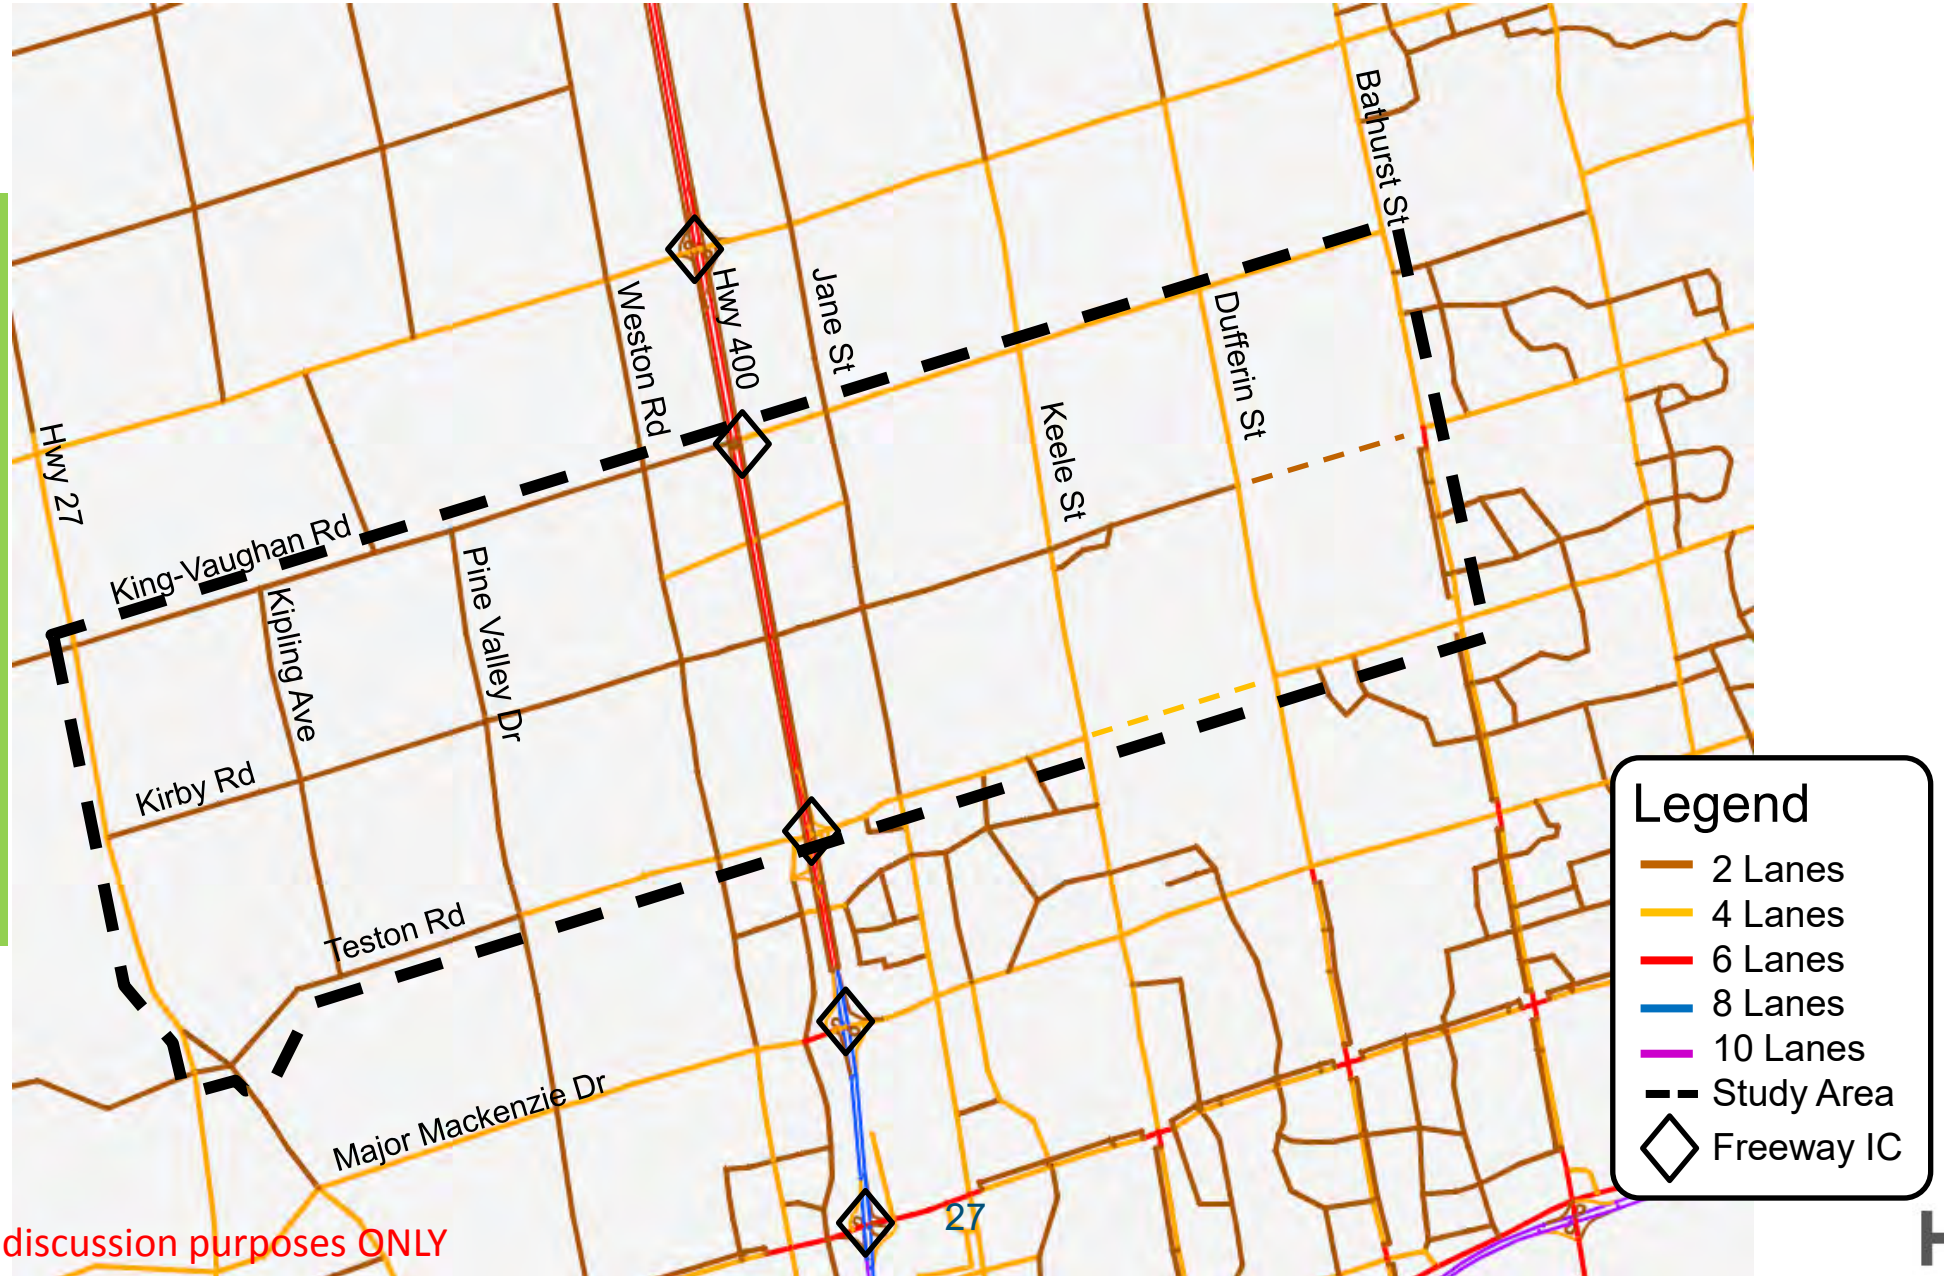 Bathurst St
Hwy 400
Jane St
Weston Rd
Dufferin St
Keele St
Hwy 27
King-Vaughan Rd
Kipling Ave
Pine Valley Dr
Kirby Rd
Teston Rd
Major Mackenzie Dr
Legend
2 Lanes
4 Lanes
6 Lanes
8 Lanes
10 Lanes
Study Area
Freeway IC
27
discussion purposes ONLY